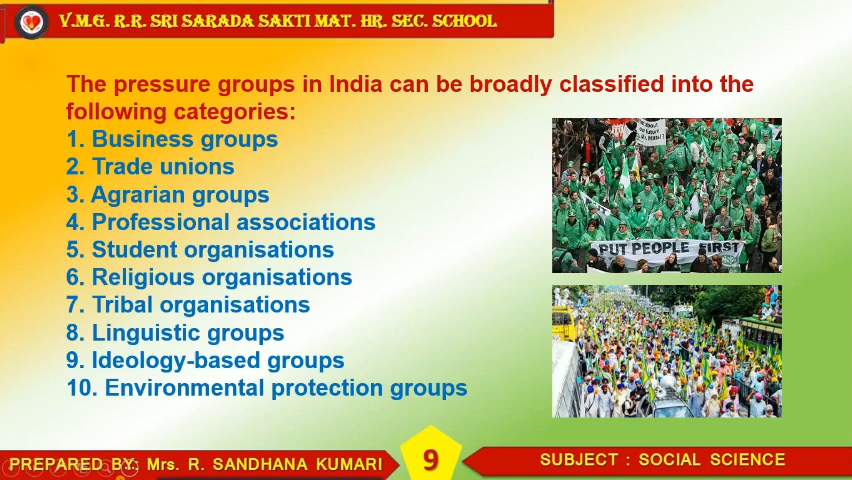 V.M.G. R.R. SRI SARADA SAKTI MAT. HR. SEC. SCHOOL
The pressure groups in India can be broadly classified into the
following categories:
1. Business groups
2. Trade unions
3. Agrarian groups
4. Professional associations
5. Student organisations
6. Religious organisations
7. Tribal organisations
8. Linguistic groups
9. Ideology-based groups
10. Environmental protection groups
PUT PEOPLE FIRST
PREPARED BY: Mrs. R. SANDHANA KUMARI
9
SUBJECT : SOCIAL SCIENCE